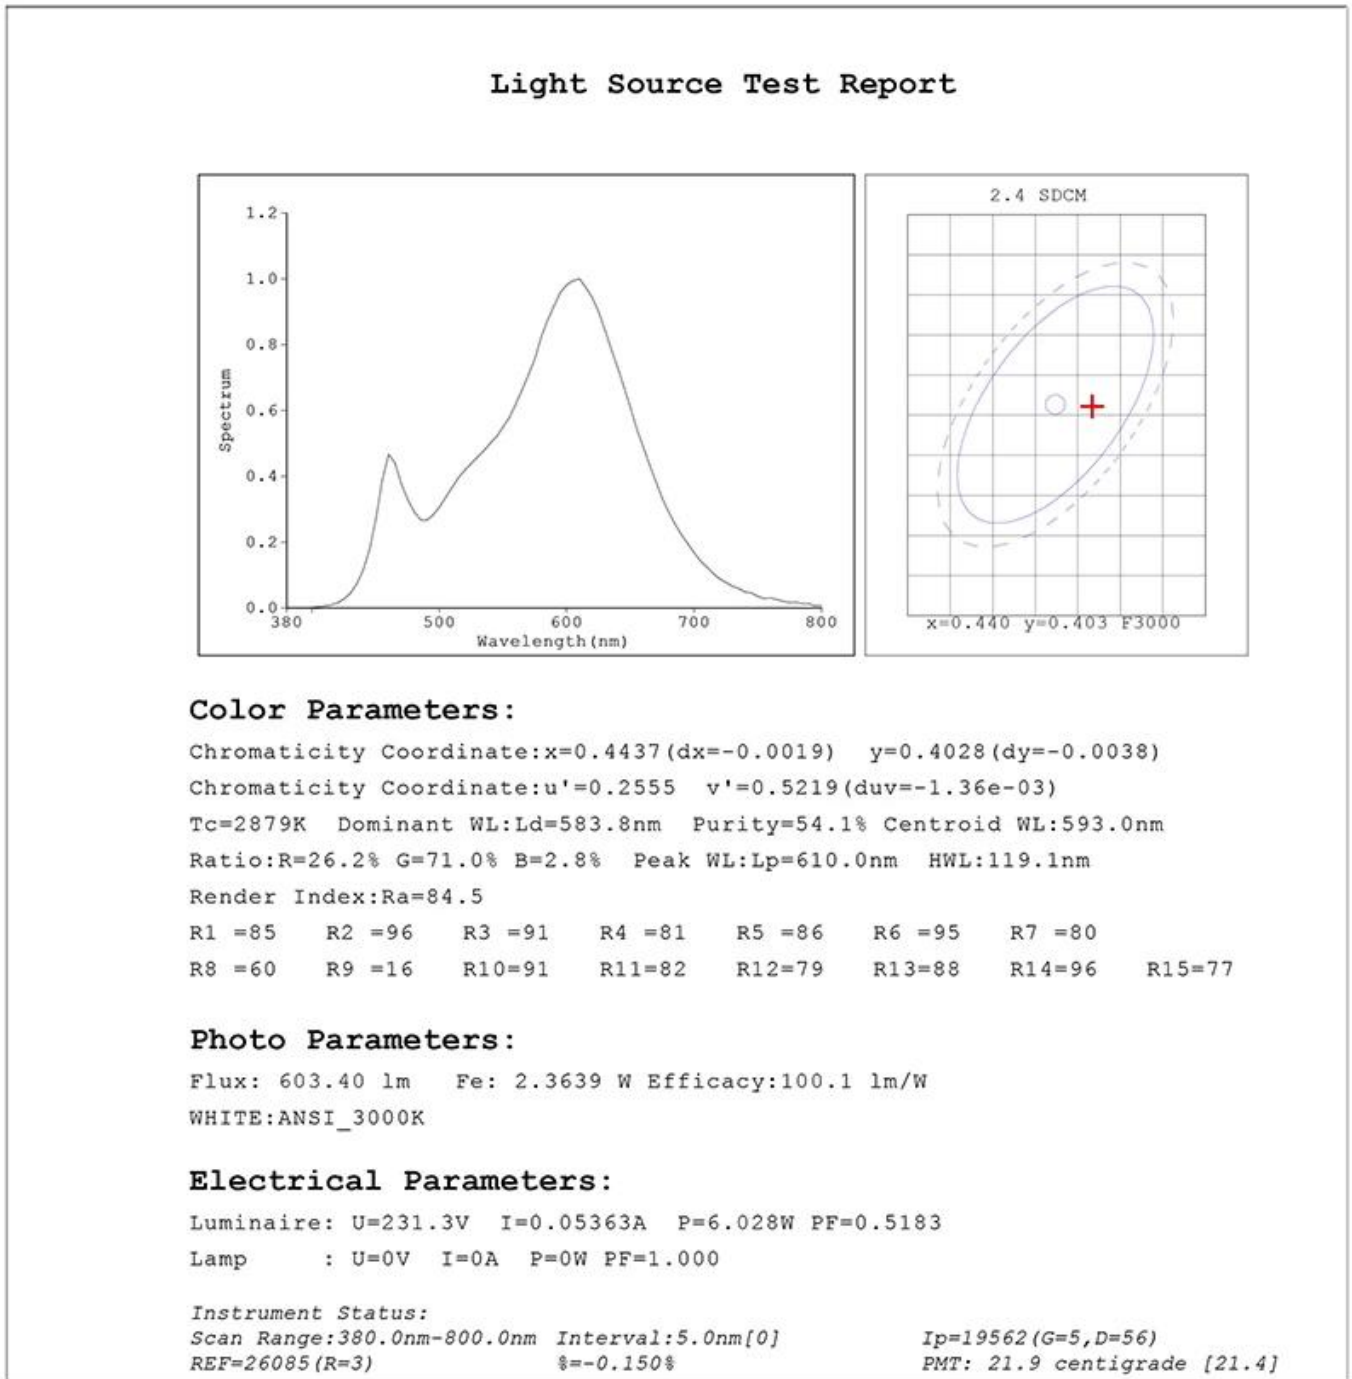 Light Source Test Report
1.2
1.0
0.8
0.6
0.4
0.2
0.0
Spectrum
380 500 600 700 800
Wavelength(nm)
2.4 SDCM
x=0.440 y=0.403 F3000
Color Parameters:
Chromaticity Coordinate:x=0.4437(dx=-0.0019) y=0.4028(dy=-0.0038)
Chromaticity Coordinate:u'=0.2555 v'=0.5219(duv=-1.36e-03)
Tc=2879K Dominant WL:Ld=583.8nm Purity=54.1% Centroid WL:593.0nm
Ratio:R=26.2% G=71.0% B=2.8% Peak WL:Lp=610.0nm HWL:119.1nm
Render Index:Ra=84.5
R1 =85 R2 =96 R3 =91 R4 =81 R5 =86 R6 =95 R7 =80
R8 =60 R9 =16 R10=91 R11=82 R12=79 R13=88 R14=96 R15=77
Photo Parameters:
Flux: 603.40 lm Fe: 2.3639 W Efficacy:100.1 lm/W
WHITE:ANSI_3000K
Electrical Parameters:
Luminaire: U=231.3V I=0.05363A P=6.028W PF=0.5183
Lamp : U=0V I=0A P=0W PF=1.000
Instrument Status:
Scan Range:380.0nm-800.0nm Interval:5.0nm[0] Ip=19562(G=5,D=56)
REF=26085(R=3) %=-0.150% PMT: 21.9 centigrade [21.4]